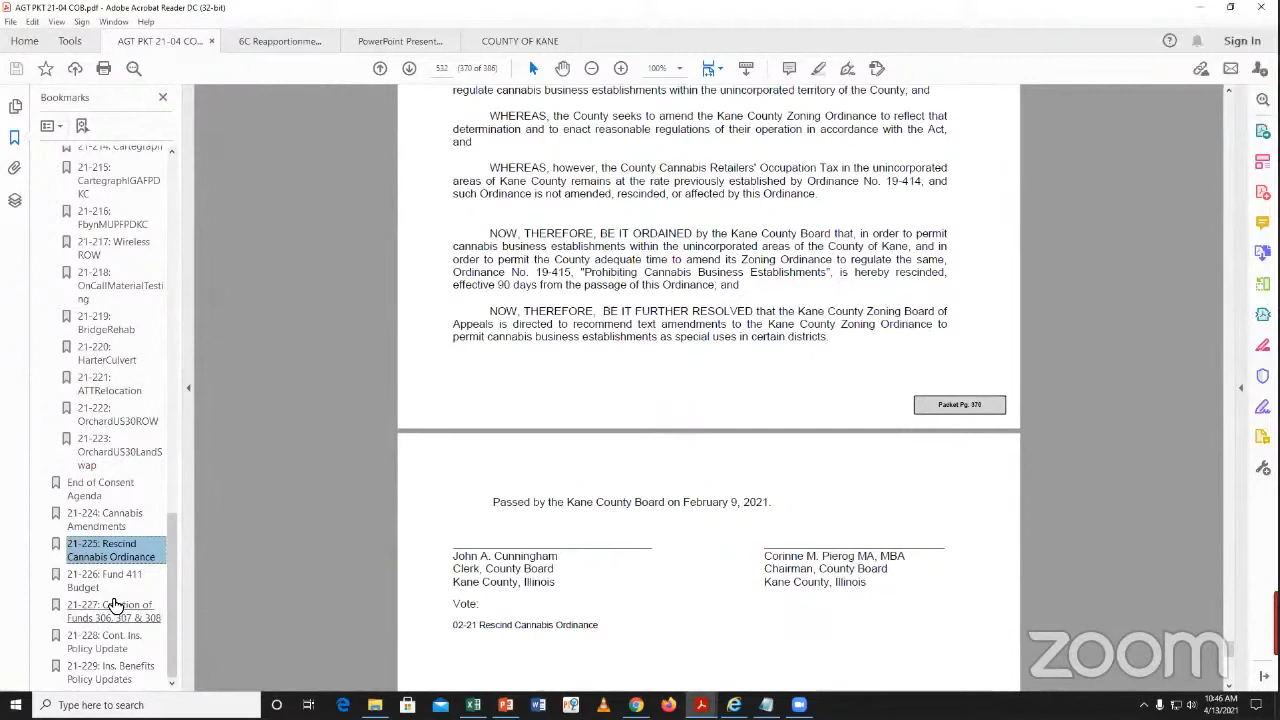 AGT PKT 21-04 COB.pdf - Adobe Acrobat Reader DC (32-bit)
File Edit View Sign Window Help
Home Tools AGT PKT 21-04 CO... × 6C Reapportionme... PowerPoint Present... COUNTY OF KANE Sign In
532 (370 of 386) 100%
Bookmarks
21-214: Cartegraph
21-215:
CartegraphIGAFPD
KC
21-216:
FbynMUPFPDKC
21-217: Wireless
ROW
21-218:
OnCallMaterialTesti
ng
21-219:
BridgeRehab
21-220:
HarterCulvert
21-221:
ATTRelocation
21-222:
OrchardUS30ROW
21-223:
OrchardUS30LandS
wap
End of Consent
Agenda
21-224: Cannabis
Amendments
21-225: Rescind
Cannabis Ordinance
21-226: Fund 411
Budget
21-227: of
Funds 306, 307 & 308
21-228: Cont. Ins.
Policy Update
21-229: Ins. Benefits
Policy Updates
regulate cannabis business establishments within the unincorporated territory of the County; and
WHEREAS, the County seeks to amend the Kane County Zoning Ordinance to reflect that
determination and to enact reasonable regulations of their operation in accordance with the Act,
and
WHEREAS, however, the County Cannabis Retailers' Occupation Tax in the unincorporated
areas of Kane County remains at the rate previously established by Ordinance No. 19-414, and
such Ordinance is not amended, rescinded, or affected by this Ordinance.
NOW, THEREFORE, BE IT ORDAINED by the Kane County Board that, in order to permit
cannabis business establishments within the unincorporated areas of the County of Kane, and in
order to permit the County adequate time to amend its Zoning Ordinance to regulate the same,
Ordinance No. 19-415, "Prohibiting Cannabis Business Establishments", is hereby rescinded,
effective 90 days from the passage of this Ordinance; and
NOW, THEREFORE, BE IT FURTHER RESOLVED that the Kane County Zoning Board of
Appeals is directed to recommend text amendments to the Kane County Zoning Ordinance to
permit cannabis business establishments as special uses in certain districts.
Packet Pg. 370
Passed by the Kane County Board on February 9, 2021.
John A. Cunningham
Clerk, County Board
Kane County, Illinois
Corinne M. Pierog MA, MBA
Chairman, County Board
Kane County, Illinois
Vote:
02-21 Rescind Cannabis Ordinance
zoom
Type here to search
10:46 AM
4/13/2021